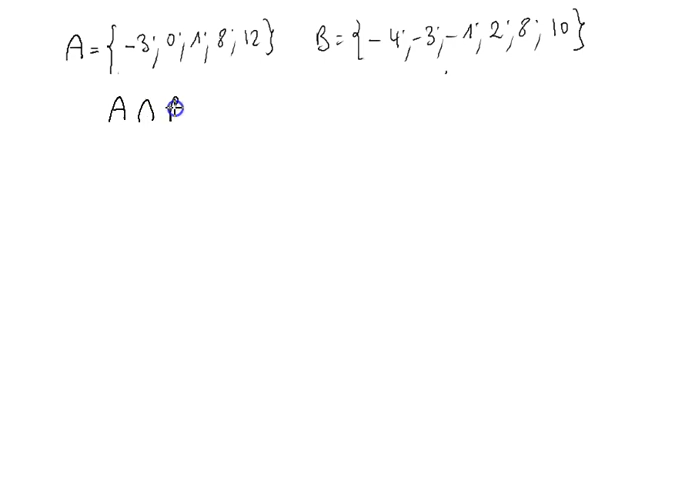 A = { -3; 0; 1; 8; 12 } B = { -4; -3; -1; 2; 8; 10 }
A ∩